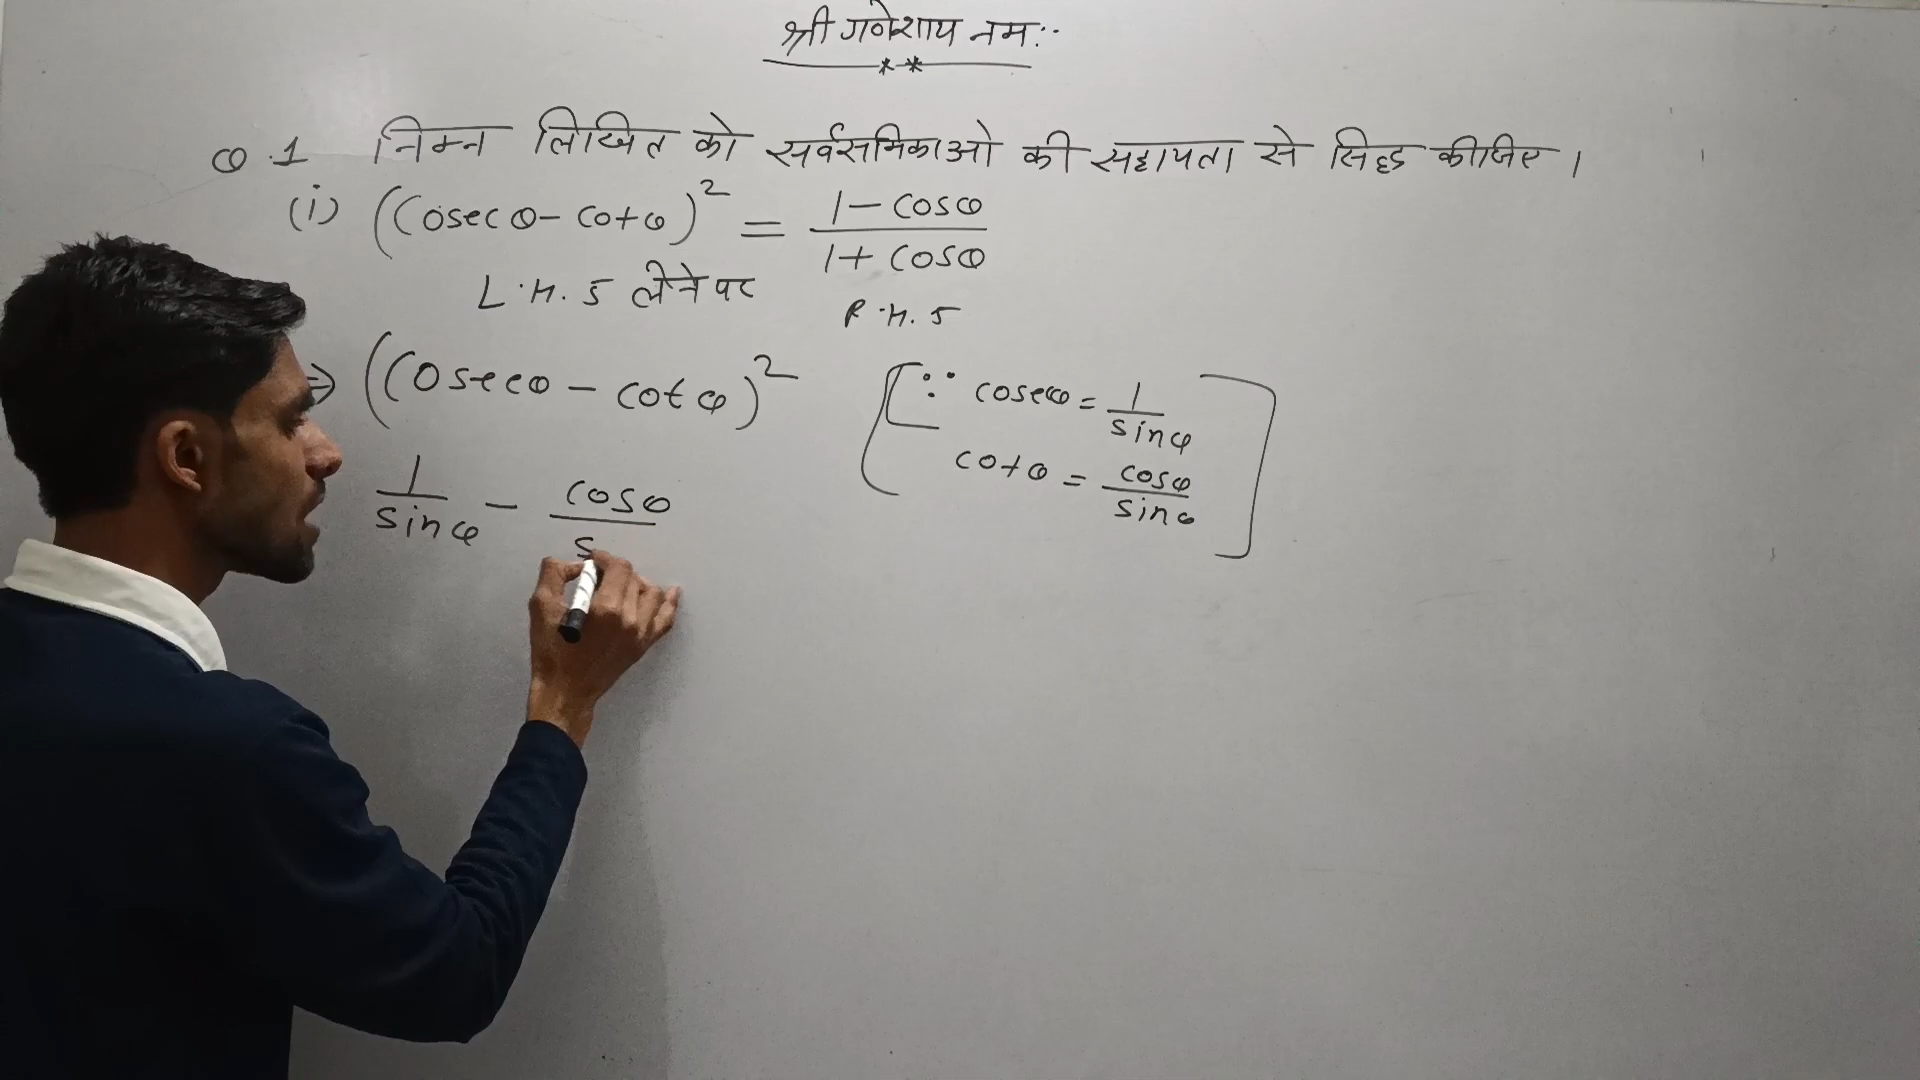 श्री गणेशाय नमः
Q.1 निम्न लिखित को सर्वसमिकाओ की सहायता से सिद्ध कीजिए।
(i) (Cosec θ - cot θ)² = (1 - cos θ) / (1 + cos θ)
L.H.S लेने पर
R.H.S
⇒ (Cosec θ - cot θ)² [∵ cosec θ = 1 / sin θ
cot θ = cos θ / sin θ]
1 / sin θ - cos θ / s